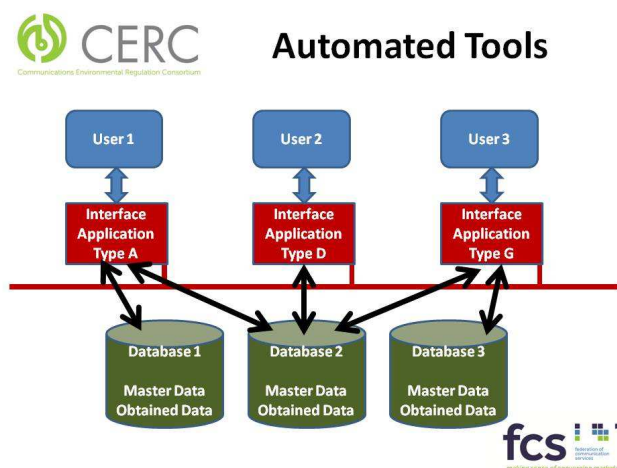 CERC
Communications Environmental Regulation Consortium
Automated Tools
User 1
User 2
User 3
Interface
Application
Type A
Interface
Application
Type D
Interface
Application
Type G
Database 1
Master Data
Obtained Data
Database 2
Master Data
Obtained Data
Database 3
Master Data
Obtained Data
fcs
federation of
communication
services